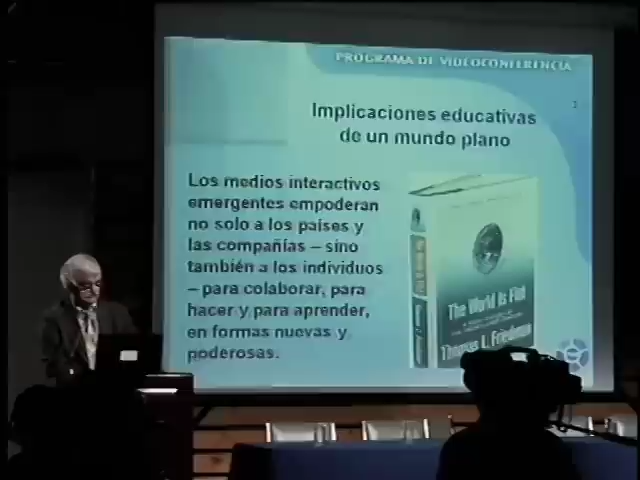 PROGRAMA DE VIDEOCONFERENCIA
Implicaciones educativas
de un mundo plano
Los medios interactivos
emergentes empoderan
no solo a los países y
las compañías – sino
también a los individuos
– para colaborar, para
hacer y para aprender,
en formas nuevas y
poderosas.
The World Is Flat
Thomas L. Friedman